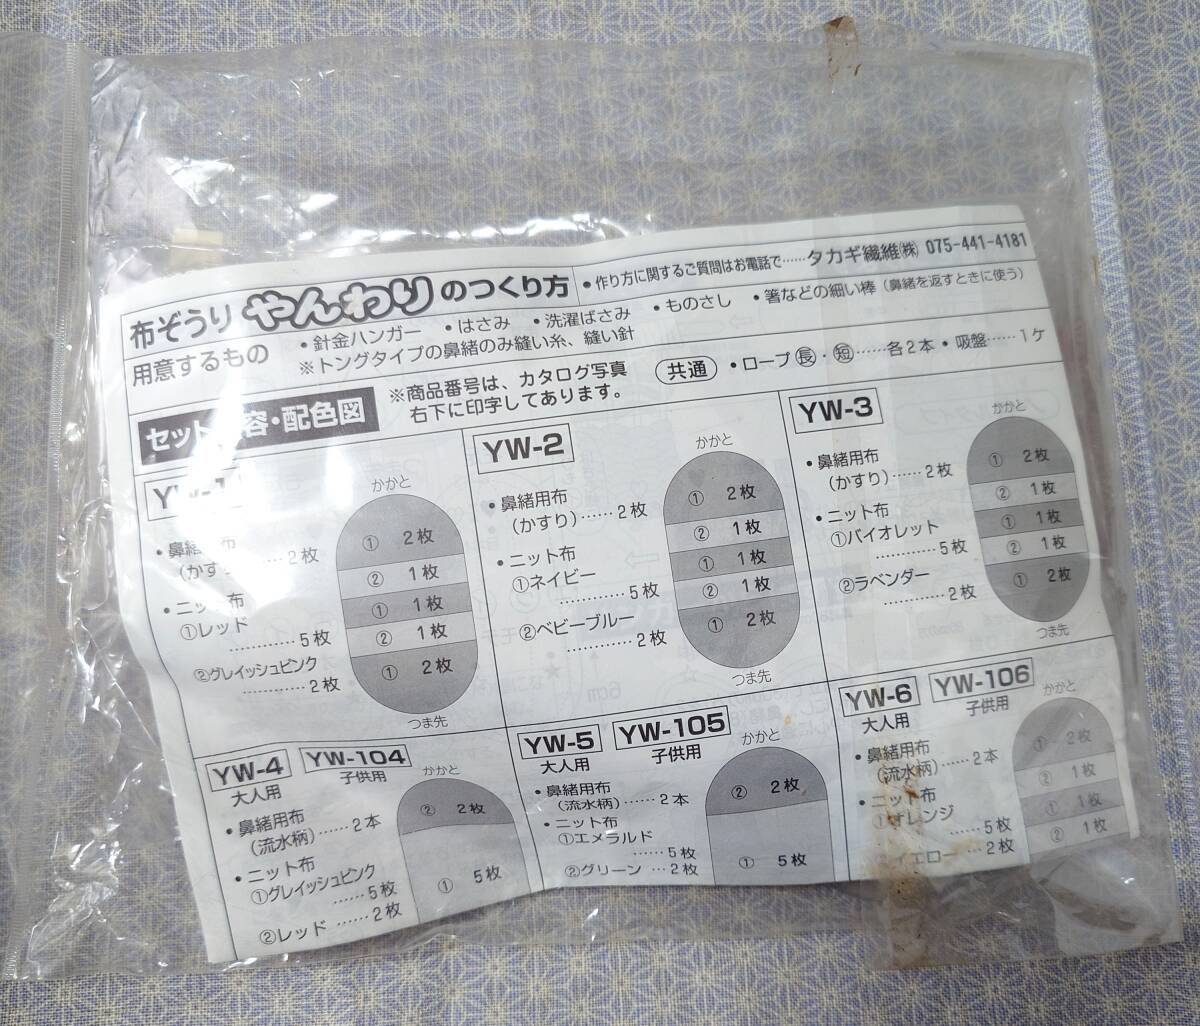 布ぞうり やんわり のつくり方
・作り方に関するご質問はお電話で……タカギ繊維㈱ 075-441-4181
用意するもの
・針金ハンガー ・はさみ ・洗濯ばさみ ・ものさし ・箸などの細い棒（鼻緒を返すときに使う）
※トングタイプの鼻緒のみ縫い糸、縫い針
セット 容・配色図
※商品番号は、カタログ写真
右下に印字してあります。
共通 ・ロープ 長・短……各2本・吸盤……1ケ
YW-1
・鼻緒 布
（かす ……2枚
・ニット布
①レッド
…………5枚
②グレイッシュピンク
…………2枚
かかと
① 2枚
② 1枚
① 1枚
② 1枚
① 2枚
つま先
YW-2
・鼻緒用布
（かすり）……2枚
・ニット布
①ネイビー
…………5枚
②ベビーブルー
…………2枚
かかと
① 2枚
② 1枚
① 1枚
② 1枚
① 2枚
つま先
YW-3
・鼻緒用布
（かすり）……2枚
・ニット布
①バイオレット
…………5枚
②ラベンダー
…………2枚
かかと
① 2枚
② 1枚
① 1枚
② 1枚
① 2枚
つま先
YW-4 YW-104
大人用 子供用
・鼻緒用布
（流水柄）……2本
・ニット布
①グレイッシュピンク
……5枚
②レッド……2枚
かかと
② 2枚
① 5枚
YW-5 YW-105
大人用 子供用
・鼻緒用布
（流水柄）……2本
・ニット布
①エメラルド
……5枚
②グリーン…2枚
かかと
② 2枚
① 5枚
YW-6 YW-106
大人用 子供用
・鼻緒用布
（流水柄）……2本
・ニット布
①オレンジ
……5枚
②イエロー…2枚
かかと
① 2枚
② 1枚
① 1枚
② 1枚